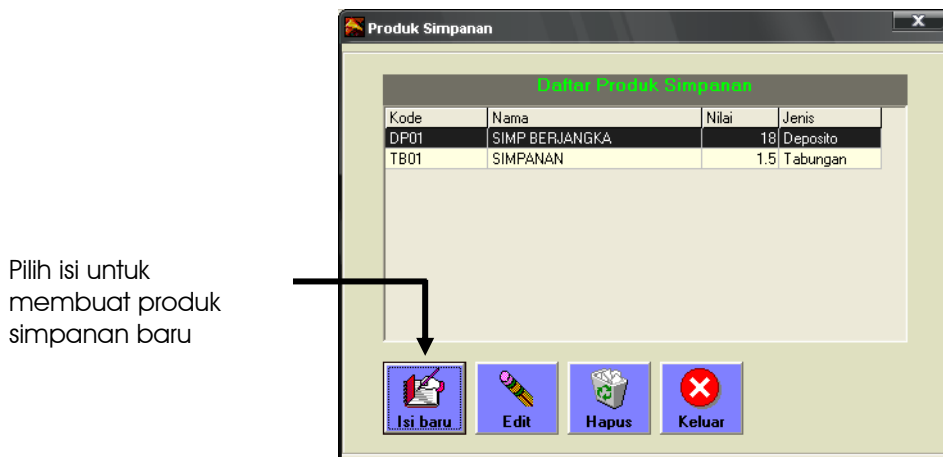 Produk Simpanan
X
Daftar Produk Simpanan
Kode Nama Nilai Jenis
DP01 SIMP BERJANGKA 18 Deposito
TB01 SIMPANAN 1.5 Tabungan
Pilih isi untuk
membuat produk
simpanan baru
Isi baru Edit Hapus Keluar